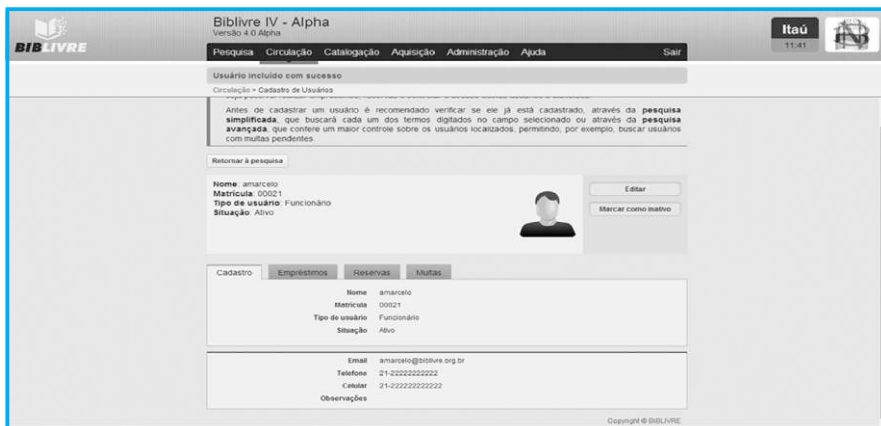 BIBLIVRE
Biblivre IV - Alpha
Versão 4.0 Alpha
Itaú
11:41
Pesquisa Circulação Catalogação Aquisição Administração Ajuda Sair
Usuário incluído com sucesso
Circulação > Cadastro de Usuários
Antes de cadastrar um usuário é recomendado verificar se ele já está cadastrado, através da pesquisa
simplificada, que buscará cada um dos termos digitados no campo selecionado ou através da pesquisa
avançada, que confere um maior controle sobre os usuários localizados, permitindo, por exemplo, buscar usuários
com multas pendentes.
Retornar à pesquisa
Nome: amarcelo
Matrícula: 00021
Tipo de usuário: Funcionário
Situação: Ativo
Editar
Marcar como inativo
Cadastro Empréstimos Reservas Multas
Nome amarcelo
Matrícula 00021
Tipo de usuário Funcionário
Situação Ativo
Email amarcelo@biblivre.org.br
Telefone 21-22222222222
Celular 21-222222222222
Observações
Copyright © BIBLIVRE